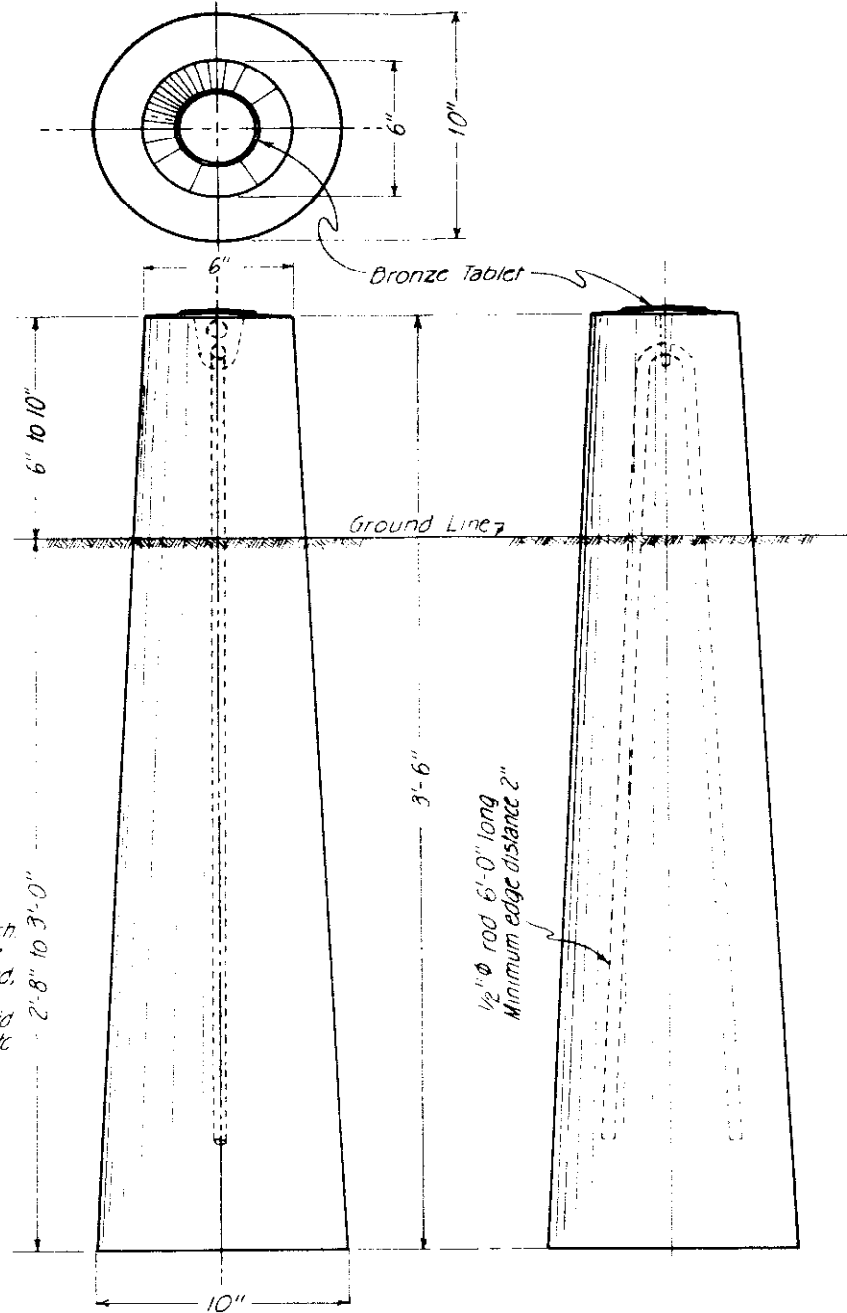 6"
10"
6"
Bronze Tablet
6" to 10"
Ground Line
3'-6"
2'-8" to 3'-0"
½"Φ rod 6'-0" long
Minimum edge distance 2"
10"